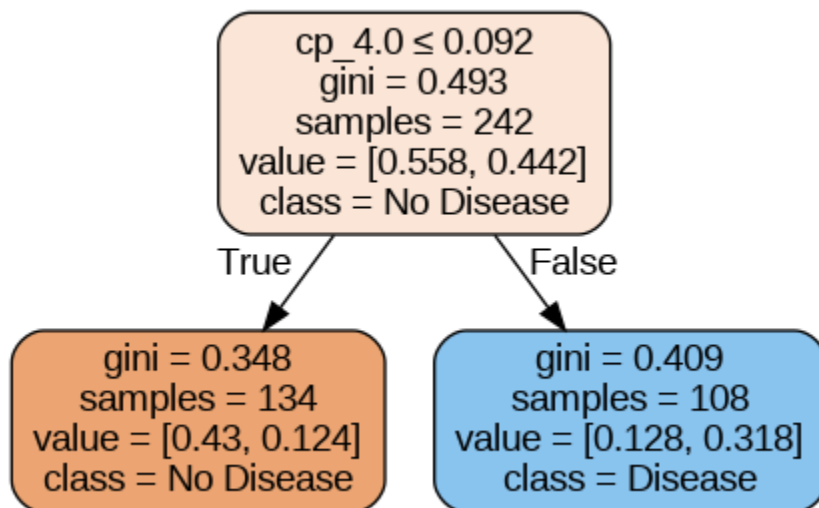 cp_4.0 ≤ 0.092
gini = 0.493
samples = 242
value = [0.558, 0.442]
class = No Disease
True
False
gini = 0.348
samples = 134
value = [0.43, 0.124]
class = No Disease
gini = 0.409
samples = 108
value = [0.128, 0.318]
class = Disease